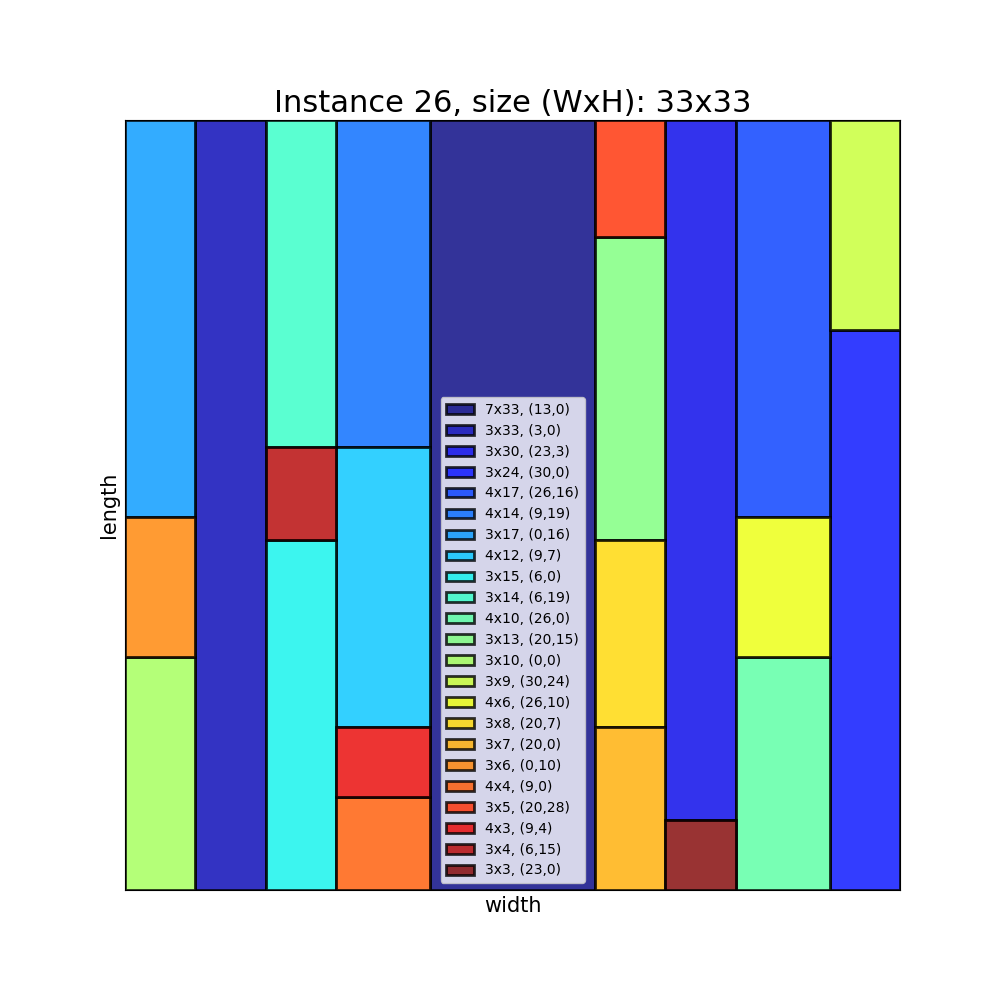 Instance 26, size (WxH): 33x33
length
7x33, (13,0)
3x33, (3,0)
3x30, (23,3)
3x24, (30,0)
4x17, (26,16)
4x14, (9,19)
3x17, (0,16)
4x12, (9,7)
3x15, (6,0)
3x14, (6,19)
4x10, (26,0)
3x13, (20,15)
3x10, (0,0)
3x9, (30,24)
4x6, (26,10)
3x8, (20,7)
3x7, (20,0)
3x6, (0,10)
4x4, (9,0)
3x5, (20,28)
4x3, (9,4)
3x4, (6,15)
3x3, (23,0)
width